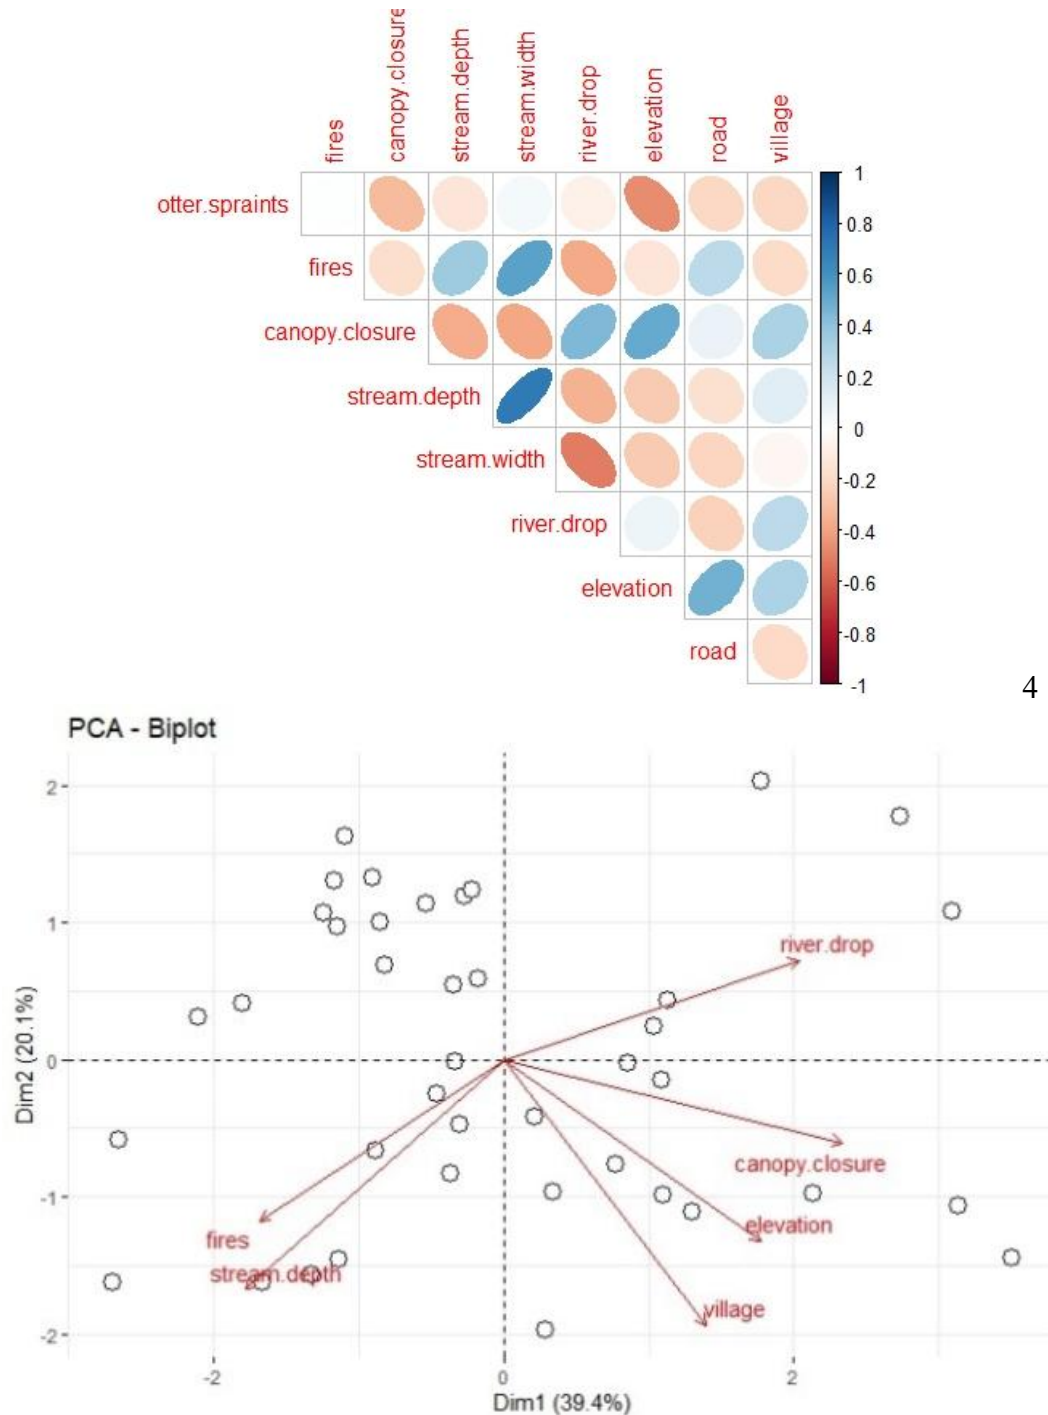 fires canopy.closure stream.depth stream.width river.drop elevation road village
otter.spraints
fires
canopy.closure
stream.depth
stream.width
river.drop
elevation
road
1
0.8
0.6
0.4
0.2
0
-0.2
-0.4
-0.6
-0.8
-1
4
PCA - Biplot
Dim2 (20.1%)
2
1
0
-1
-2
river.drop
canopy.closure
elevation
fires
stream.depth
village
-2 0 2
Dim1 (39.4%)